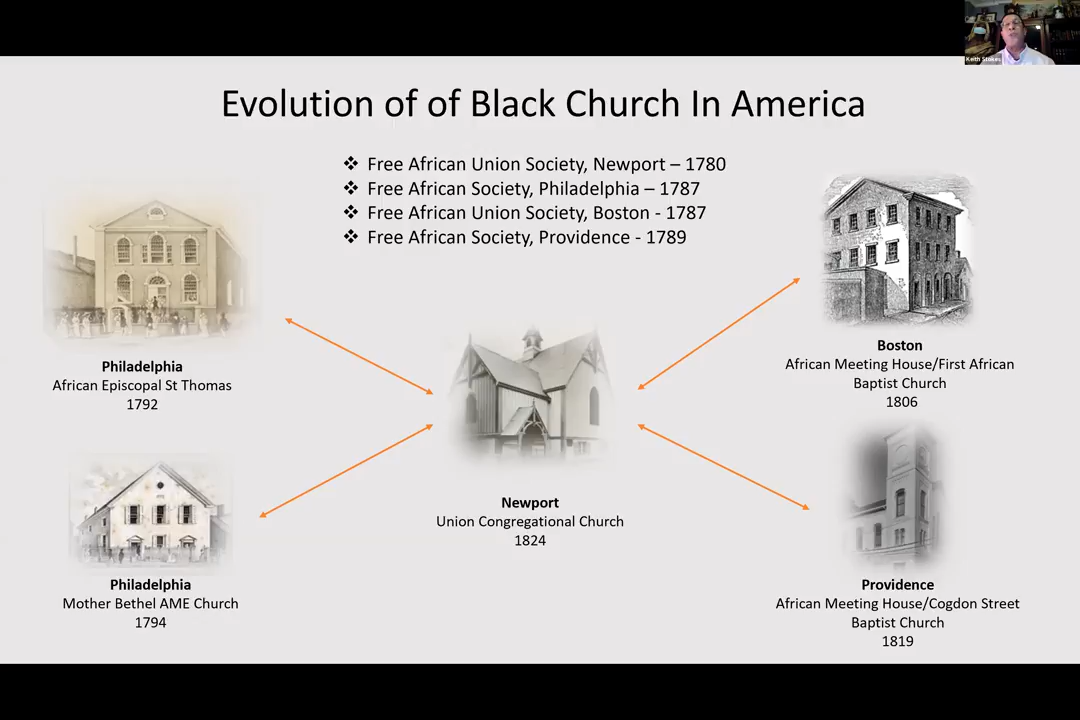 Keith Stokes
Evolution of of Black Church In America
❖ Free African Union Society, Newport – 1780
❖ Free African Society, Philadelphia – 1787
❖ Free African Union Society, Boston - 1787
❖ Free African Society, Providence - 1789
Philadelphia
African Episcopal St Thomas
1792
Boston
African Meeting House/First African
Baptist Church
1806
Newport
Union Congregational Church
1824
Philadelphia
Mother Bethel AME Church
1794
Providence
African Meeting House/Cogdon Street
Baptist Church
1819